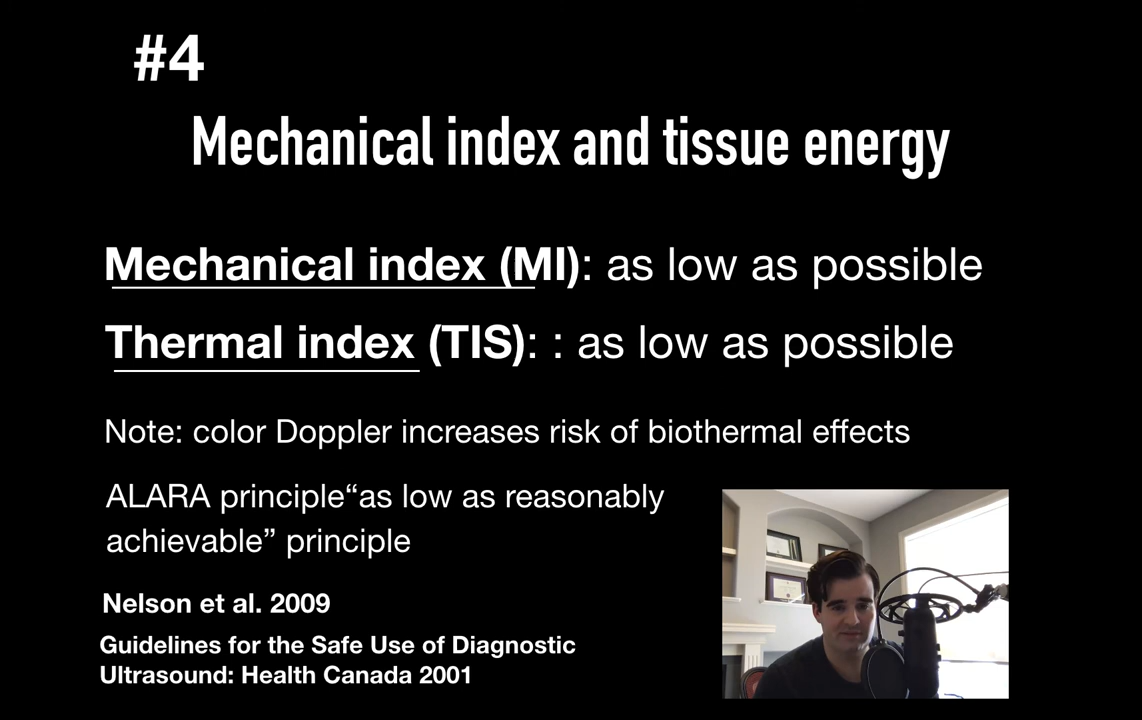 #4
Mechanical index and tissue energy
Mechanical index (MI): as low as possible
Thermal index (TIS): : as low as possible
Note: color Doppler increases risk of biothermal effects
ALARA principle“as low as reasonably
achievable” principle
Nelson et al. 2009
Guidelines for the Safe Use of Diagnostic
Ultrasound: Health Canada 2001